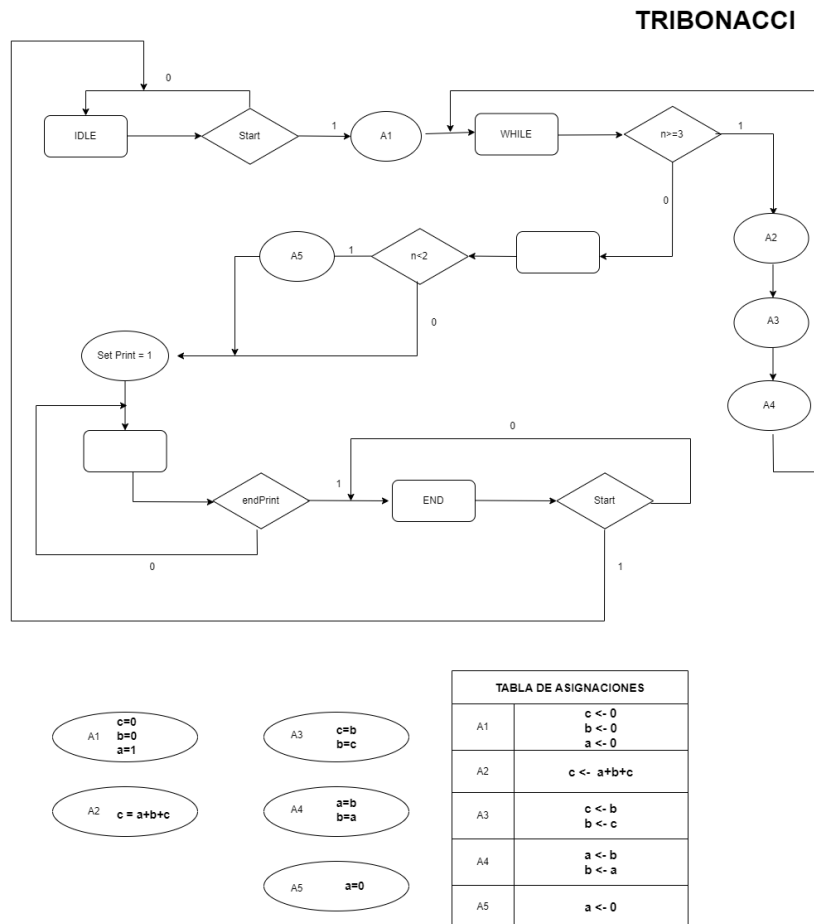 TRIBONACCI
0
IDLE
Start
1
A1
WHILE
n>=3
1
0
A2
A5
1
n<2
0
A3
Set Print = 1
A4
0
endPrint
1
END
Start
0
1
TABLA DE ASIGNACIONES
A1
c=0
b=0
a=1
A3
c=b
b=c
A1
c <- 0
b <- 0
a <- 0
A2
c = a+b+c
A4
a=b
b=a
A2
c <- a+b+c
A3
c <- b
b <- c
A5
a=0
A4
a <- b
b <- a
A5
a <- 0